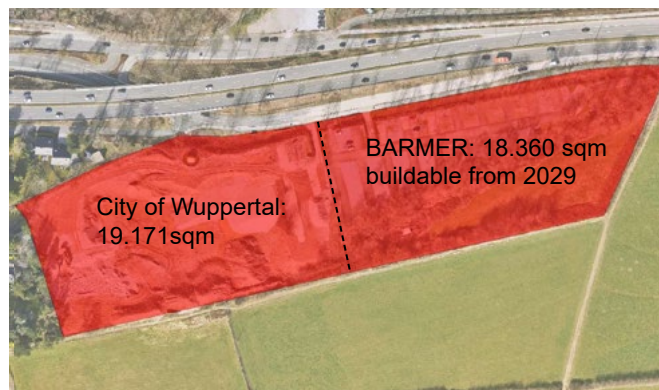 City of Wuppertal:
19.171sqm
BARMER: 18.360 sqm
buildable from 2029